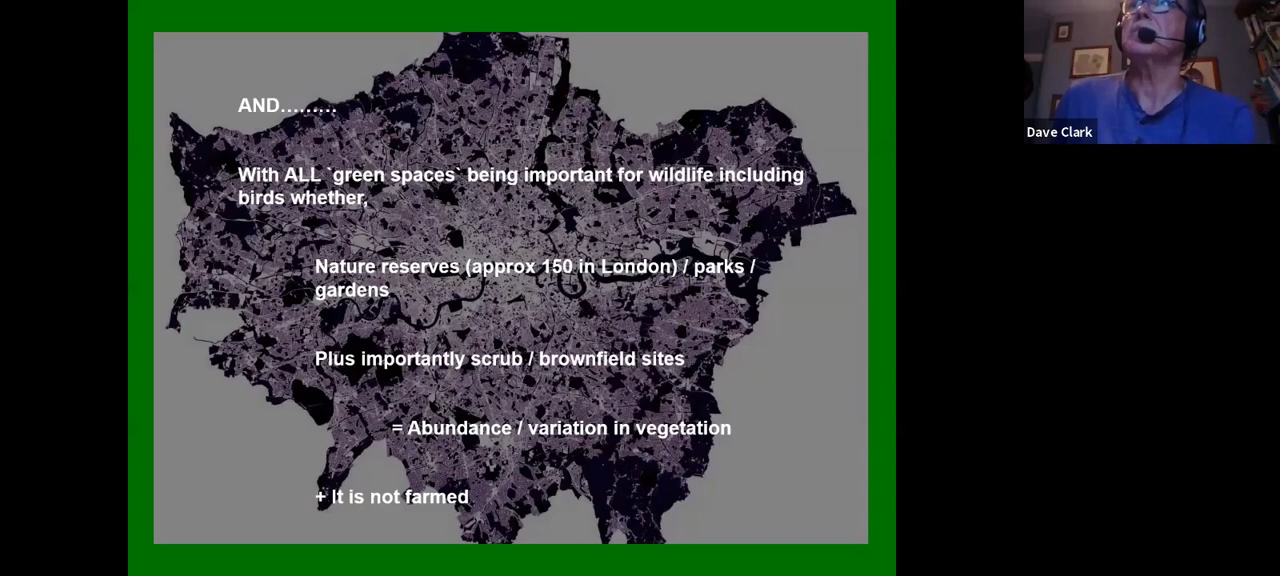 AND.........
With ALL `green spaces` being important for wildlife including
birds whether,
Nature reserves (approx 150 in London) / parks /
gardens
Plus importantly scrub / brownfield sites
= Abundance / variation in vegetation
+ It is not farmed
Dave Clark